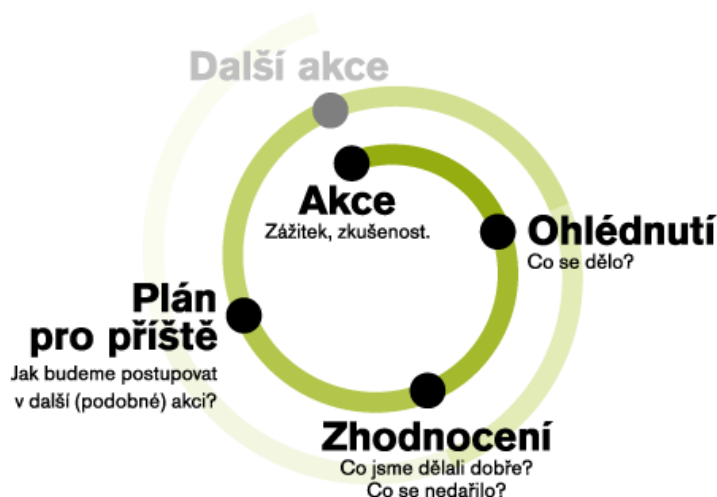 Další akce
Akce
Zážitek, zkušenost.
Ohlédnutí
Co se dělo?
Plán
pro příště
Jak budeme postupovat
v další (podobné) akci?
Zhodnocení
Co jsme dělali dobře?
Co se nedařilo?